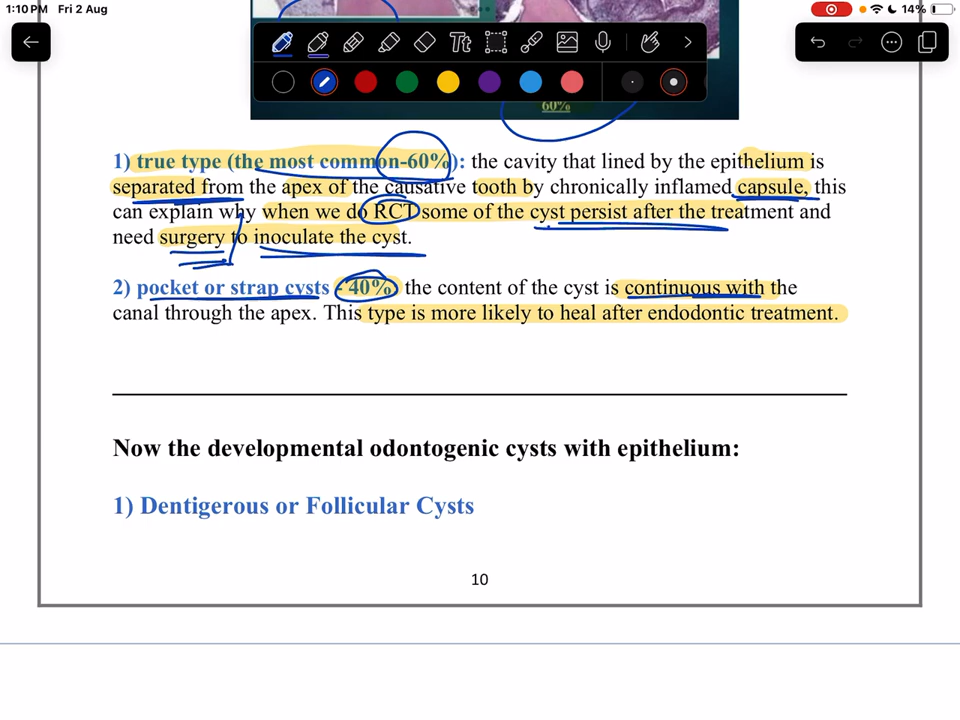 1:10 PM Fri 2 Aug
14%
Tt
60%
1) true type (the most common-60%): the cavity that lined by the epithelium is
separated from the apex of the causative tooth by chronically inflamed capsule, this
can explain why when we do RCT some of the cyst persist after the treatment and
need surgery to inoculate the cyst.
2) pocket or strap cysts - 40%: the content of the cyst is continuous with the
canal through the apex. This type is more likely to heal after endodontic treatment.
Now the developmental odontogenic cysts with epithelium:
1) Dentigerous or Follicular Cysts
10